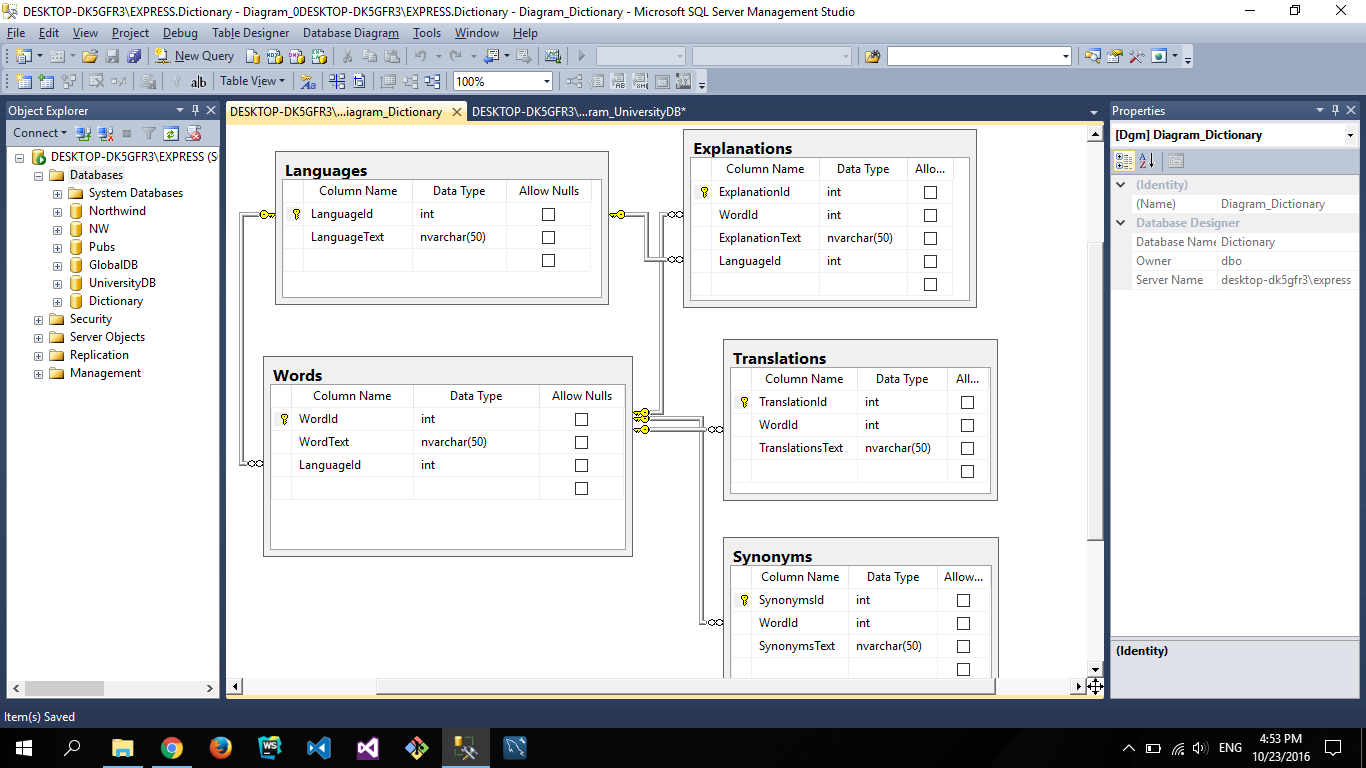 DESKTOP-DK5GFR3\EXPRESS.Dictionary - Diagram_0DESKTOP-DK5GFR3\EXPRESS.Dictionary - Diagram_Dictionary - Microsoft SQL Server Management Studio
File Edit View Project Debug Table Designer Database Diagram Tools Window Help
New Query
Table View 100%
Object Explorer
Connect
DESKTOP-DK5GFR3\EXPRESS (S
Databases
System Databases
Northwind
NW
Pubs
GlobalDB
UniversityDB
Dictionary
Security
Server Objects
Replication
Management
DESKTOP-DK5GFR3\...iagram_Dictionary DESKTOP-DK5GFR3\...ram_UniversityDB*
Languages
Column Name Data Type Allow Nulls
LanguageId int
LanguageText nvarchar(50)
Explanations
Column Name Data Type Allo...
ExplanationId int
WordId int
ExplanationText nvarchar(50)
LanguageId int
Words
Column Name Data Type Allow Nulls
WordId int
WordText nvarchar(50)
LanguageId int
Translations
Column Name Data Type All...
TranslationId int
WordId int
TranslationsText nvarchar(50)
Synonyms
Column Name Data Type Allow...
SynonymsId int
WordId int
SynonymsText nvarchar(50)
Properties
[Dgm] Diagram_Dictionary
(Identity)
(Name) Diagram_Dictionary
Database Designer
Database Name Dictionary
Owner dbo
Server Name desktop-dk5gfr3\express
(Identity)
Item(s) Saved
ENG
4:53 PM
10/23/2016